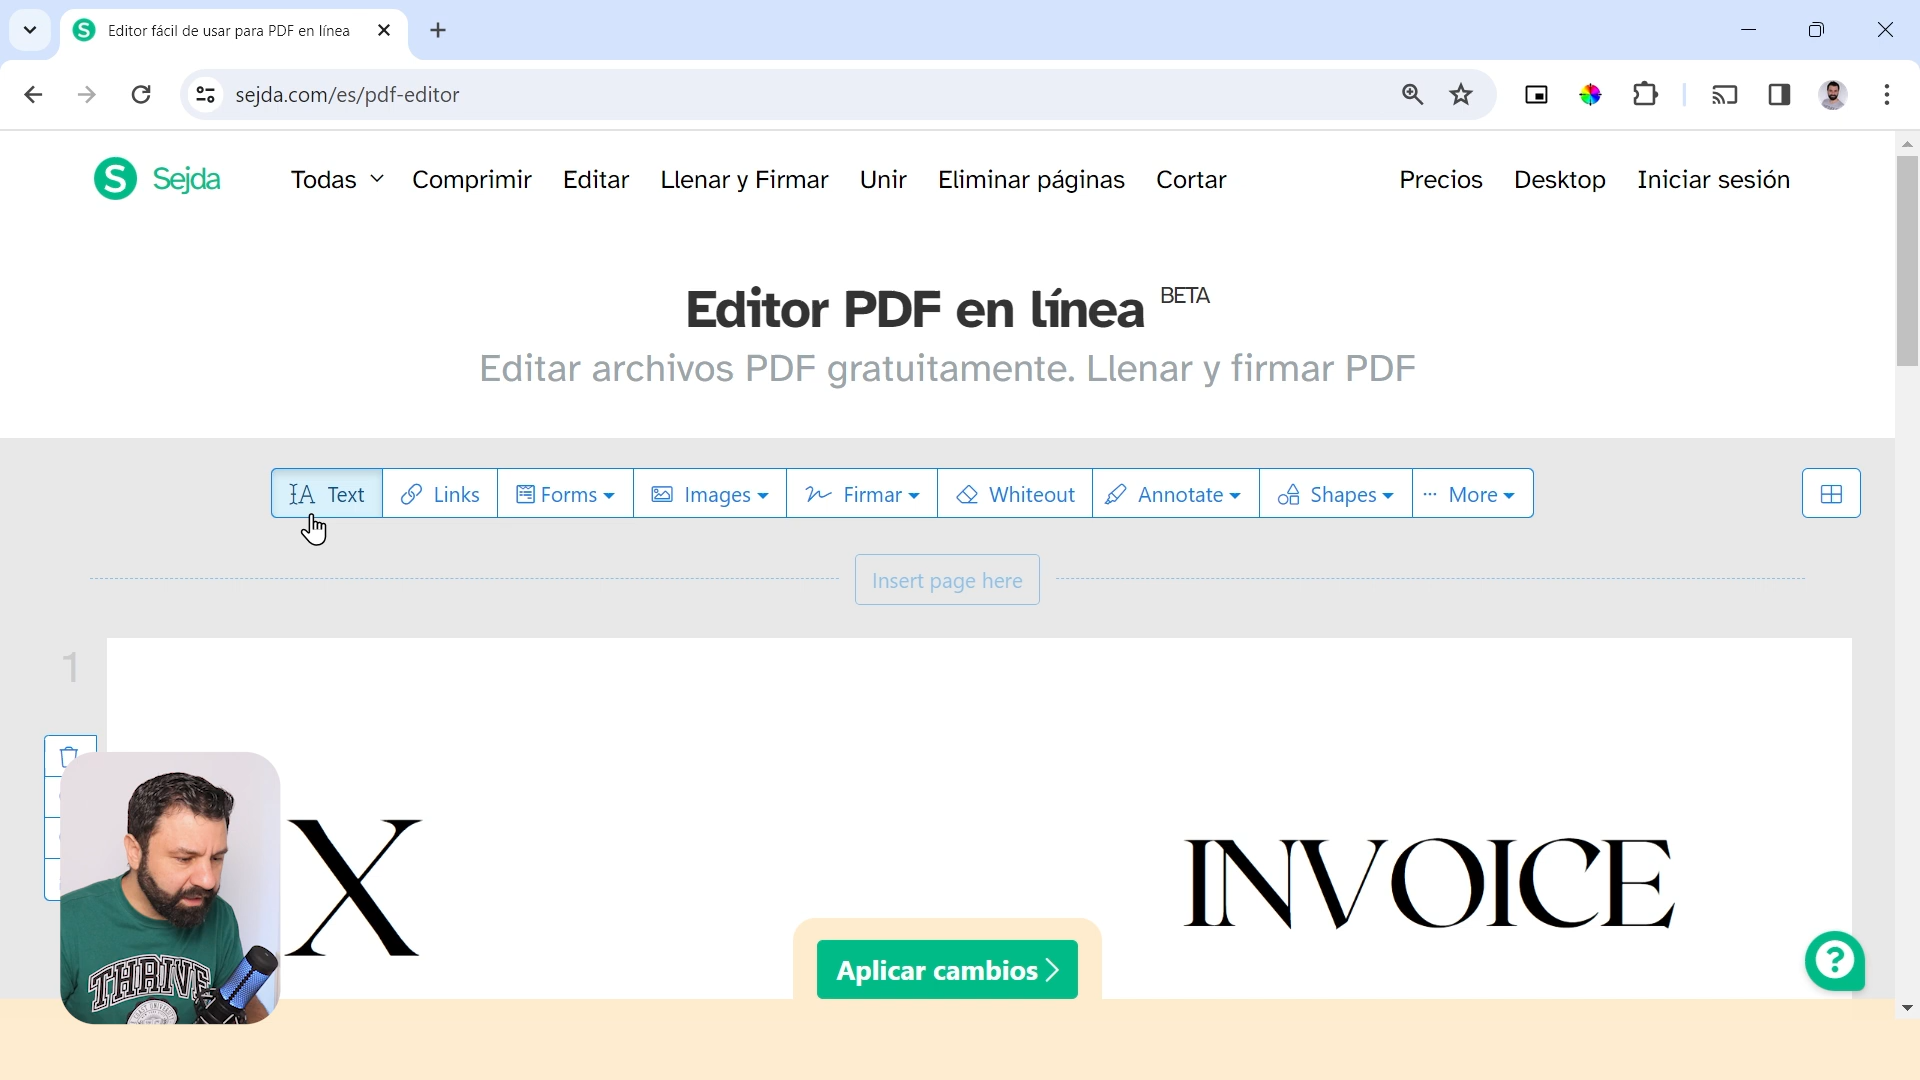 Editor fácil de usar para PDF en línea
sejda.com/es/pdf-editor
S Sejda Todas Comprimir Editar Llenar y Firmar Unir Eliminar páginas Cortar Precios Desktop Iniciar sesión
Editor PDF en línea BETA
Editar archivos PDF gratuitamente. Llenar y firmar PDF
Text Links Forms Images Firmar Whiteout Annotate Shapes More
Insert page here
1
X INVOICE
THRIVE
Aplicar cambios
?